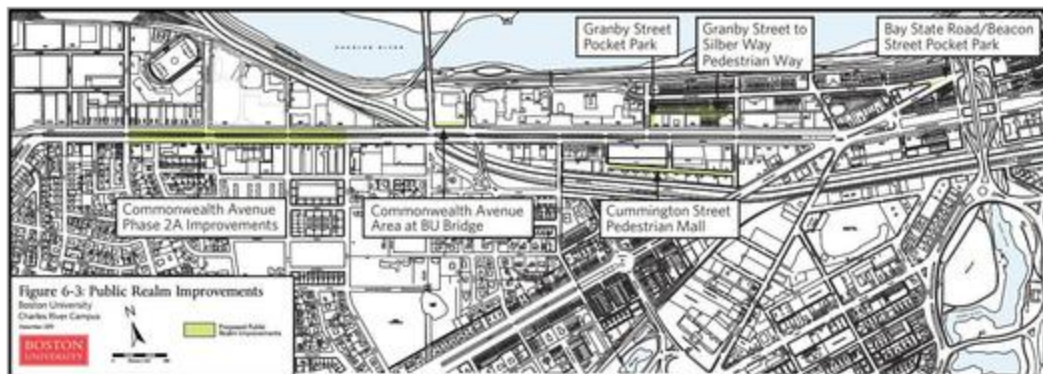 Granby Street
Pocket Park
Granby Street to
Silber Way
Pedestrian Way
Bay State Road/Beacon
Street Pocket Park
CHARLES RIVER
Commonwealth Avenue
Phase 2A Improvements
Commonwealth Avenue
Area at BU Bridge
Cummington Street
Pedestrian Mall
Figure 6-3: Public Realm Improvements
Boston University
Charles River Campus
N
Proposed Public
Realm Improvements
BOSTON
UNIVERSITY